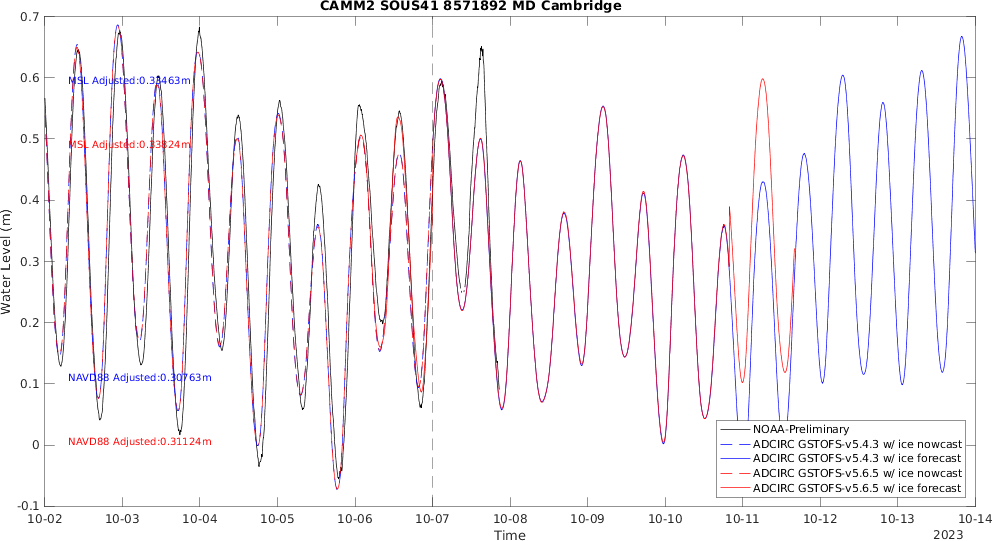 CAMM2 SOUS41 8571892 MD Cambridge
0.7
0.6
0.5
0.4
0.3
0.2
0.1
0
-0.1
Water Level (m)
MSL Adjusted:0.33463m
MSL Adjusted:0.33824m
NAVD88 Adjusted:0.30763m
NAVD88 Adjusted:0.31124m
NOAA-Preliminary
ADCIRC GSTOFS-v5.4.3 w/ ice nowcast
ADCIRC GSTOFS-v5.4.3 w/ ice forecast
ADCIRC GSTOFS-v5.6.5 w/ ice nowcast
ADCIRC GSTOFS-v5.6.5 w/ ice forecast
10-02 10-03 10-04 10-05 10-06 10-07 10-08 10-09 10-10 10-11 10-12 10-13 10-14
Time
2023